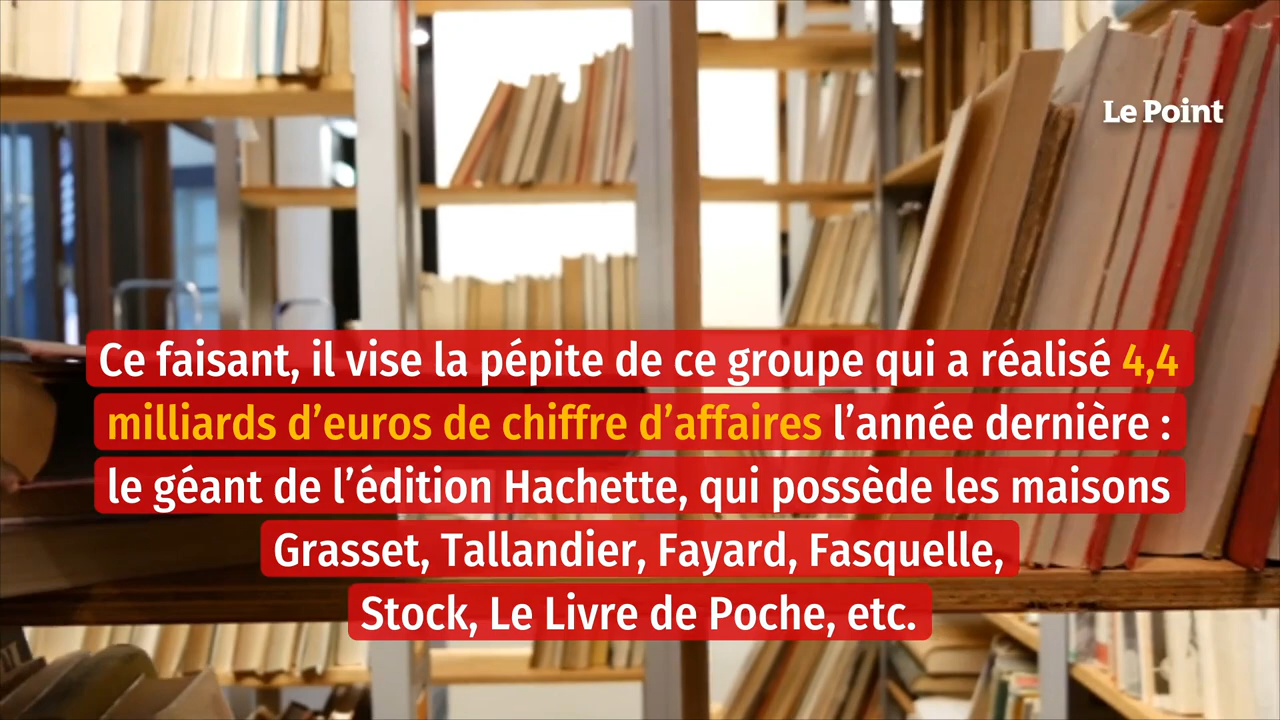 Le Point
Ce faisant, il vise la pépite de ce groupe qui a réalisé 4,4
milliards d’euros de chiffre d’affaires l’année dernière :
le géant de l’édition Hachette, qui possède les maisons
Grasset, Tallandier, Fayard, Fasquelle,
Stock, Le Livre de Poche, etc.